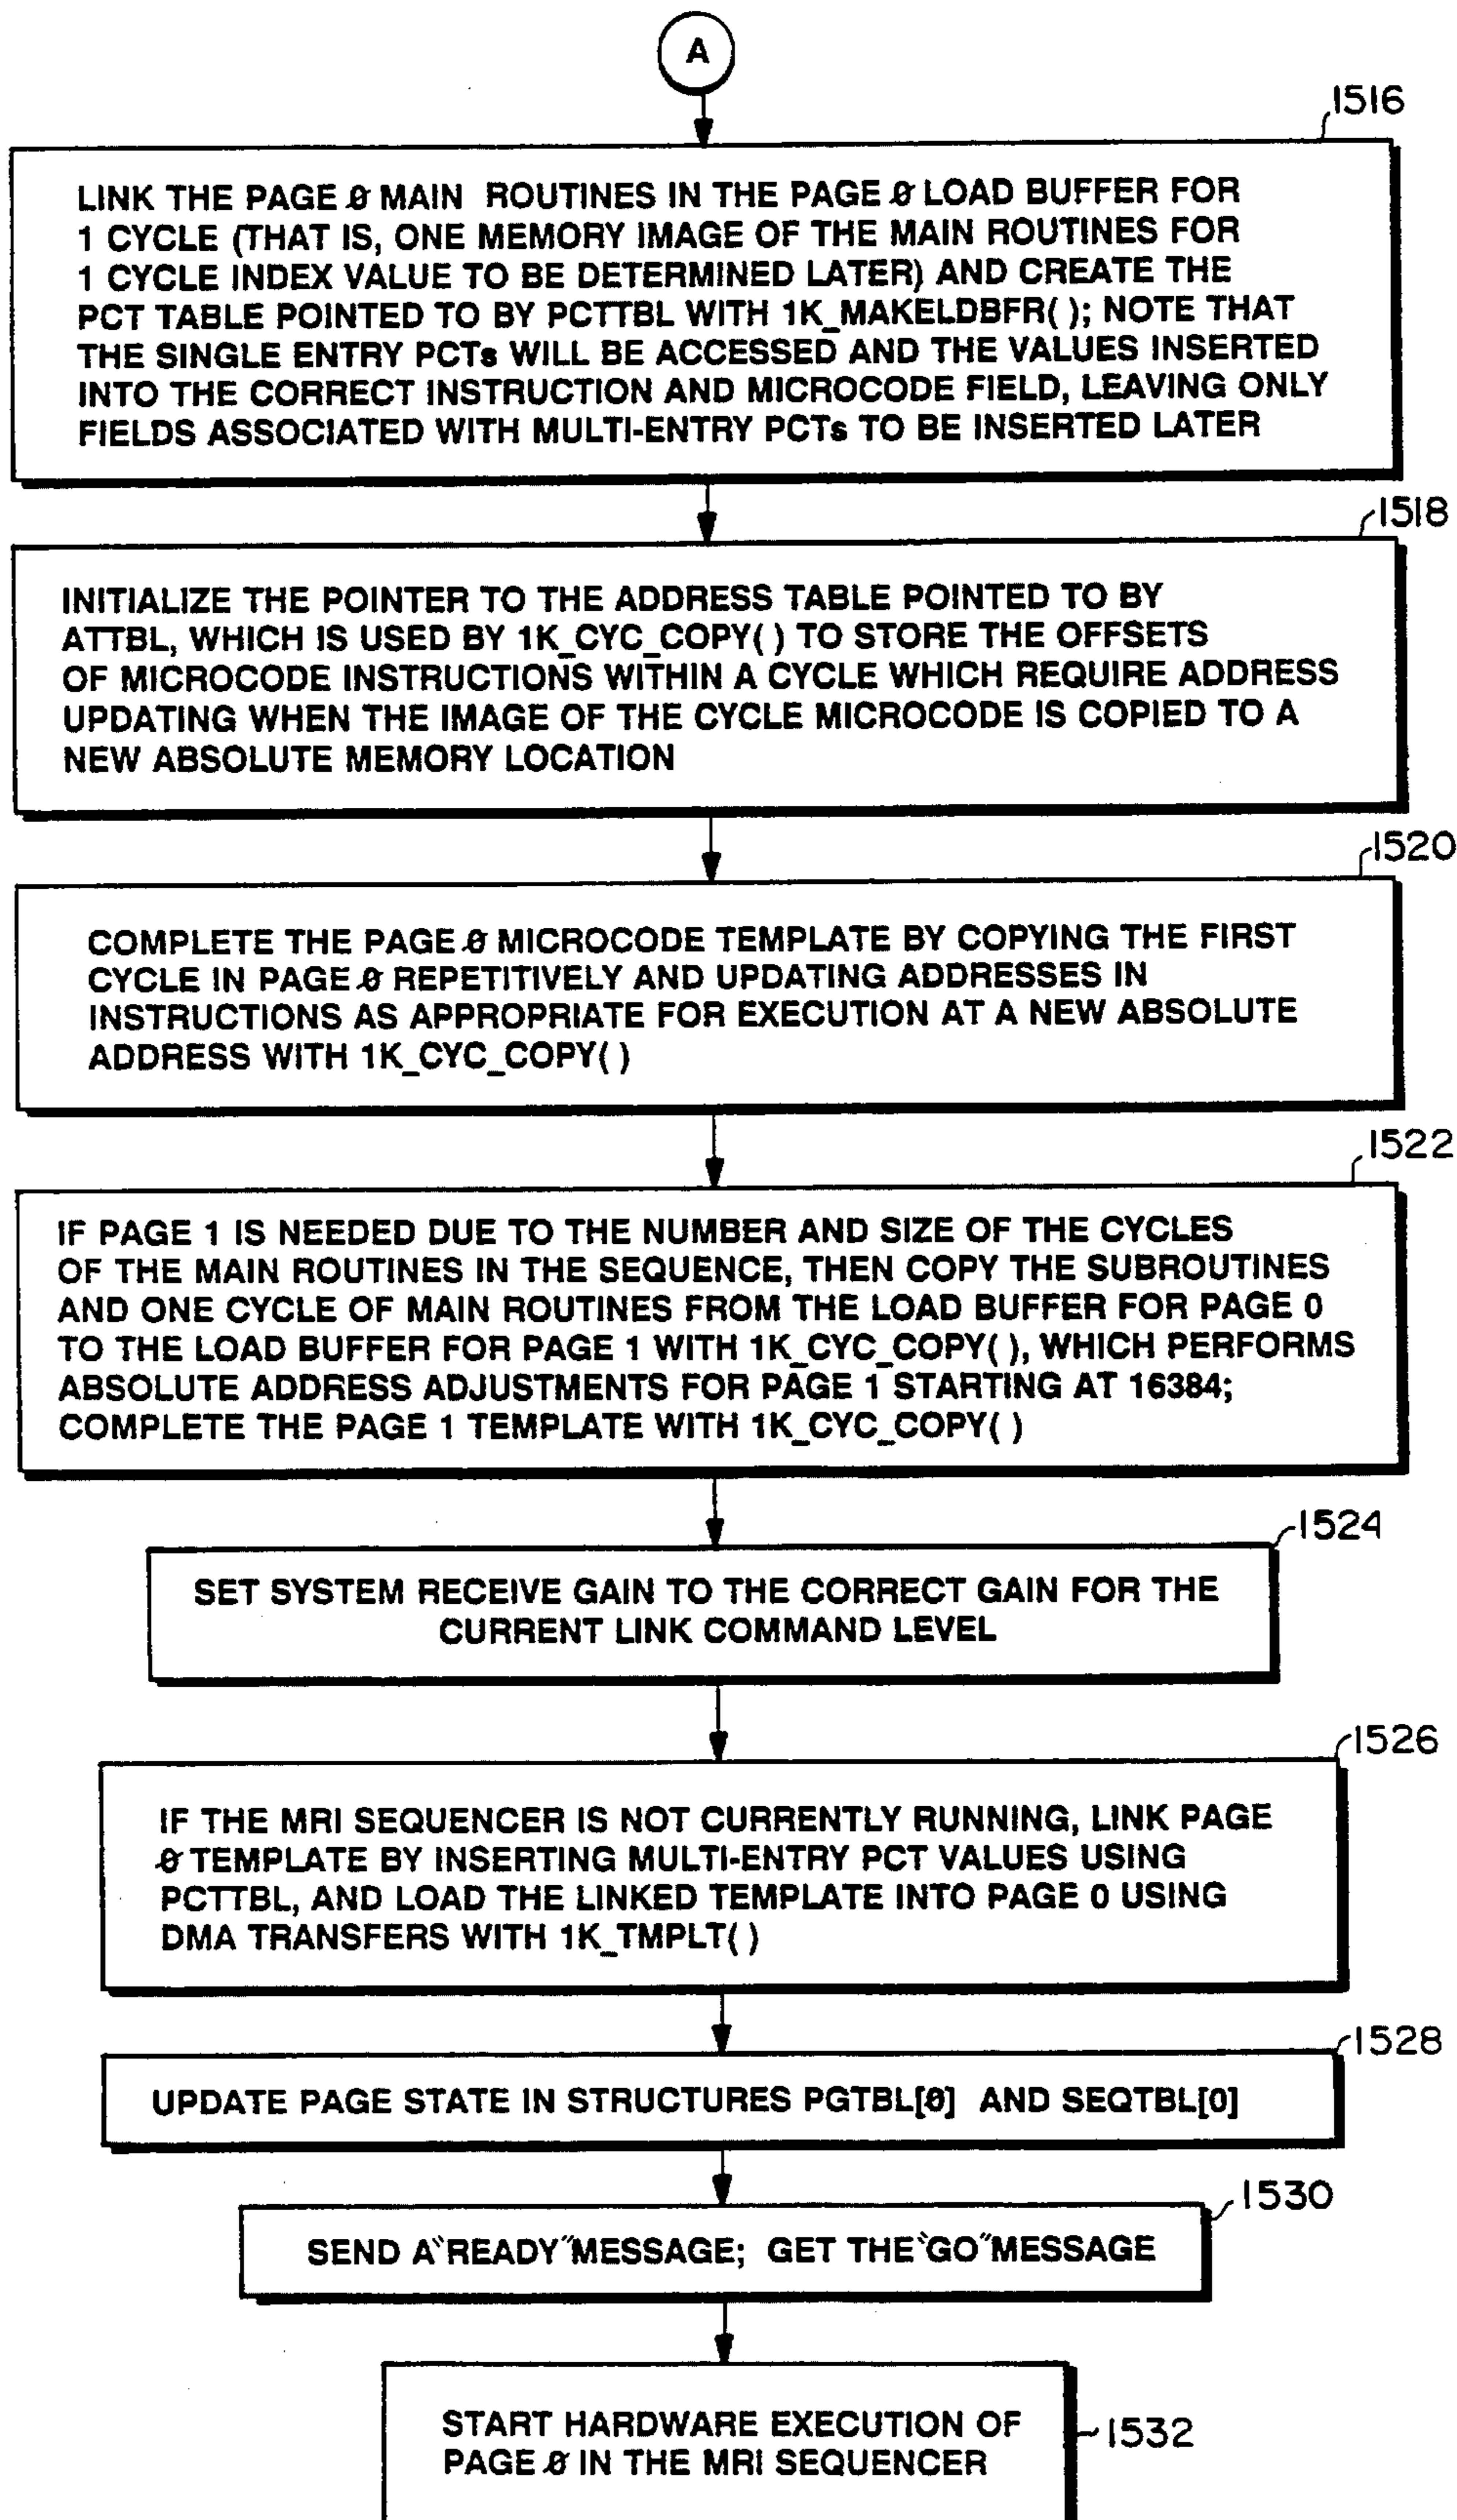 A
1516
LINK THE PAGE 0 MAIN ROUTINES IN THE PAGE 0 LOAD BUFFER FOR
1 CYCLE (THAT IS, ONE MEMORY IMAGE OF THE MAIN ROUTINES FOR
1 CYCLE INDEX VALUE TO BE DETERMINED LATER) AND CREATE THE
PCT TABLE POINTED TO BY PCTTBL WITH 1K_MAKELDBFR( ); NOTE THAT
THE SINGLE ENTRY PCTs WILL BE ACCESSED AND THE VALUES INSERTED
INTO THE CORRECT INSTRUCTION AND MICROCODE FIELD, LEAVING ONLY
FIELDS ASSOCIATED WITH MULTI-ENTRY PCTs TO BE INSERTED LATER
1518
INITIALIZE THE POINTER TO THE ADDRESS TABLE POINTED TO BY
ATTBL, WHICH IS USED BY 1K_CYC_COPY( ) TO STORE THE OFFSETS
OF MICROCODE INSTRUCTIONS WITHIN A CYCLE WHICH REQUIRE ADDRESS
UPDATING WHEN THE IMAGE OF THE CYCLE MICROCODE IS COPIED TO A
NEW ABSOLUTE MEMORY LOCATION
1520
COMPLETE THE PAGE 0 MICROCODE TEMPLATE BY COPYING THE FIRST
CYCLE IN PAGE 0 REPETITIVELY AND UPDATING ADDRESSES IN
INSTRUCTIONS AS APPROPRIATE FOR EXECUTION AT A NEW ABSOLUTE
ADDRESS WITH 1K_CYC_COPY( )
1522
IF PAGE 1 IS NEEDED DUE TO THE NUMBER AND SIZE OF THE CYCLES
OF THE MAIN ROUTINES IN THE SEQUENCE, THEN COPY THE SUBROUTINES
AND ONE CYCLE OF MAIN ROUTINES FROM THE LOAD BUFFER FOR PAGE 0
TO THE LOAD BUFFER FOR PAGE 1 WITH 1K_CYC_COPY( ), WHICH PERFORMS
ABSOLUTE ADDRESS ADJUSTMENTS FOR PAGE 1 STARTING AT 16384;
COMPLETE THE PAGE 1 TEMPLATE WITH 1K_CYC_COPY( )
1524
SET SYSTEM RECEIVE GAIN TO THE CORRECT GAIN FOR THE
CURRENT LINK COMMAND LEVEL
1526
IF THE MRI SEQUENCER IS NOT CURRENTLY RUNNING, LINK PAGE
0 TEMPLATE BY INSERTING MULTI-ENTRY PCT VALUES USING
PCTTBL, AND LOAD THE LINKED TEMPLATE INTO PAGE 0 USING
DMA TRANSFERS WITH 1K_TMPLT( )
1528
UPDATE PAGE STATE IN STRUCTURES PGTBL[0] AND SEQTBL[0]
1530
SEND A "READY" MESSAGE; GET THE "GO" MESSAGE
START HARDWARE EXECUTION OF
PAGE 0 IN THE MRI SEQUENCER
1532